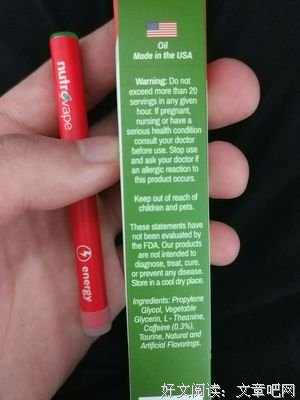 nutrovape
energy
Oil
Made in the USA
Warning: Do not
exceed more than 20
servings in any given
hour. If pregnant,
nursing or have a
serious health condition
consult your doctor
before use. Stop use
and ask your doctor if
an allergic reaction to
this product occurs.
Keep out of reach of
children and pets.
These statements have
not been evaluated by
the FDA. Our products
are not intended to
diagnose, treat, cure,
or prevent any disease.
Store in a cool dry place.
Ingredients: Propylene
Glycol, Vegetable
Glycerin, L - Theanine,
Caffeine (0.3%),
Taurine, Natural and
Artificial Flavorings.
好文阅读：文章吧网